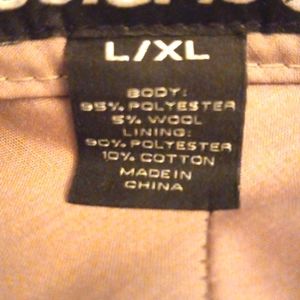 L/XL
BODY:
95% POLYESTER
5% WOOL
LINING:
90% POLYESTER
10% COTTON
MADE IN
CHINA